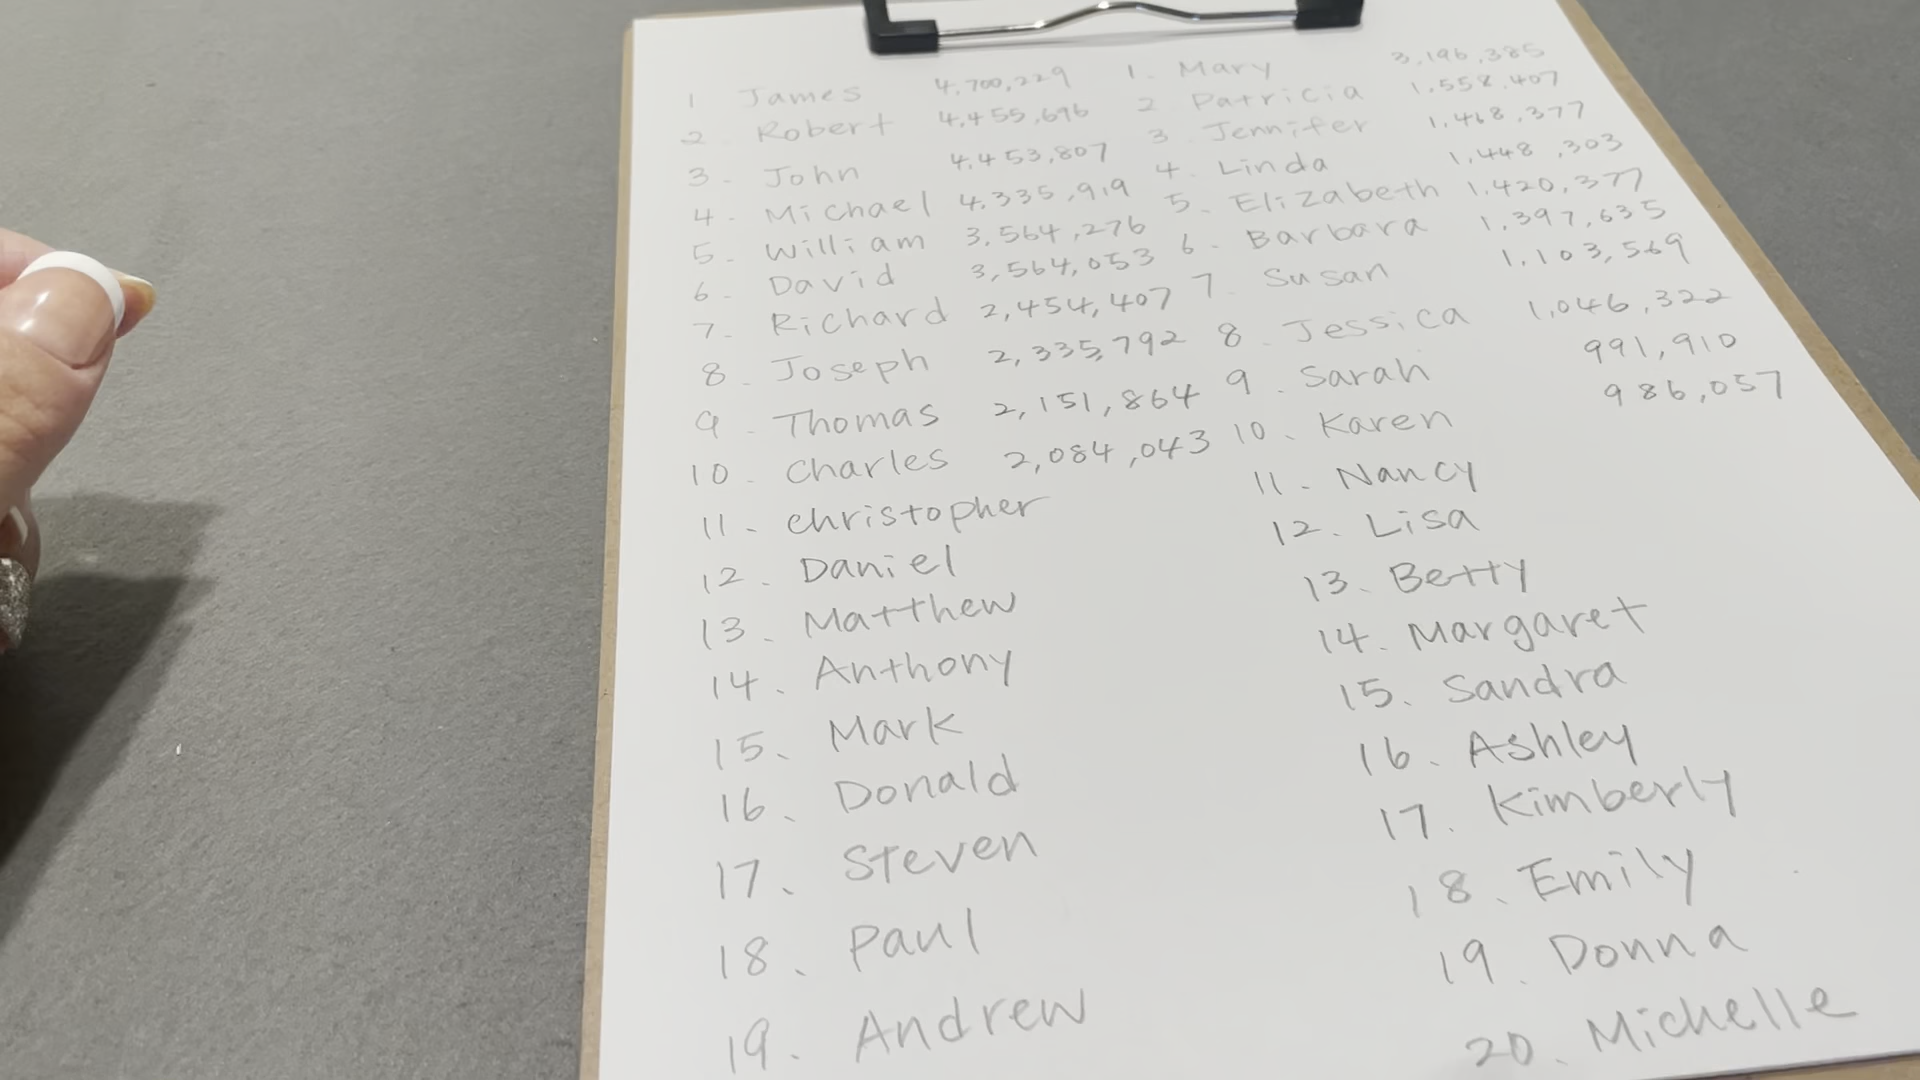 1 James 4,700,229 1. Mary 3,196,385
2. Robert 4,455,696 2 Patricia 1,558,407
3. John 4,453,807 3 Jennifer 1,468,377
4. Michael 4,335,919 4. Linda 1,448,303
5. William 3,564,276 5. Elizabeth 1,420,377
6. David 3,564,053 6. Barbara 1,397,635
7. Richard 2,454,407 7. Susan 1,103,569
8. Joseph 2,335,792 8. Jessica 1,046,322
9. Thomas 2,151,864 9. Sarah 991,910
10. Charles 2,084,043 10. Karen 986,057
11. Christopher 11. Nancy
12. Daniel 12. Lisa
13. Matthew 13. Betty
14. Anthony 14. Margaret
15. Mark 15. Sandra
16. Donald 16. Ashley
17. Steven 17. Kimberly
18. Paul 18. Emily
19. Andrew 19. Donna
20. Michelle